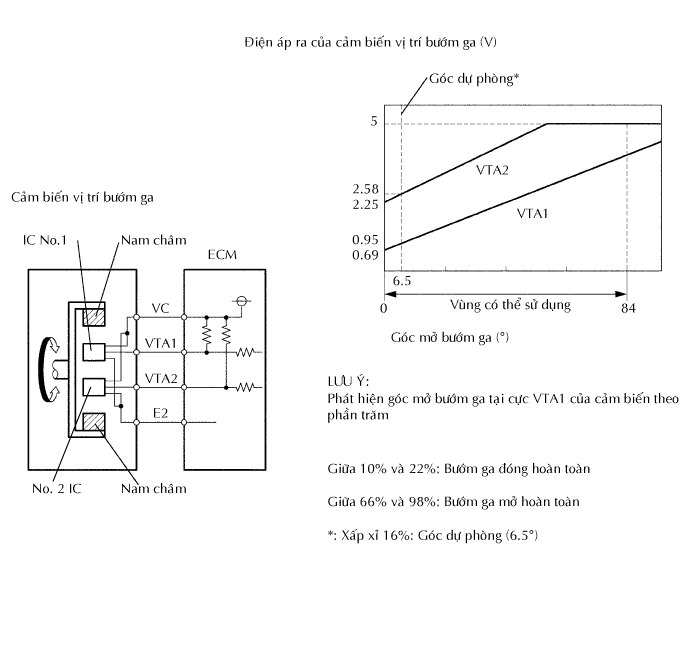 Điện áp ra của cảm biến vị trí bướm ga (V)
Góc dự phòng*
5
VTA2
2.58
2.25
VTA1
0.95
0.69
6.5
Vùng có thể sử dụng
0
84
Góc mở bướm ga (°)
Cảm biến vị trí bướm ga
IC No.1
Nam châm
ECM
VC
VTA1
VTA2
E2
No. 2 IC
Nam châm
LƯU Ý:
Phát hiện góc mở bướm ga tại cực VTA1 của cảm biến theo
phần trăm
Giữa 10% và 22%: Bướm ga đóng hoàn toàn
Giữa 66% và 98%: Bướm ga mở hoàn toàn
*: Xấp xỉ 16%: Góc dự phòng (6.5°)